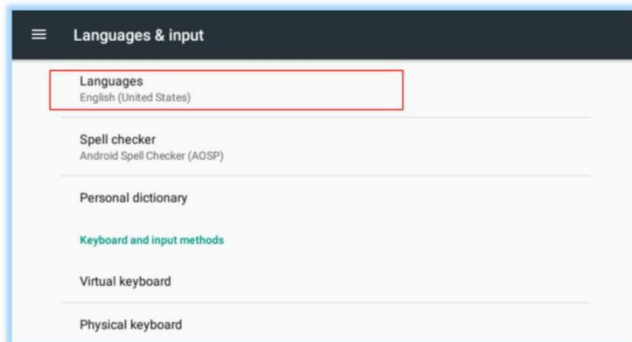 Languages & input
Languages
English (United States)
Spell checker
Android Spell Checker (AOSP)
Personal dictionary
Keyboard and input methods
Virtual keyboard
Physical keyboard